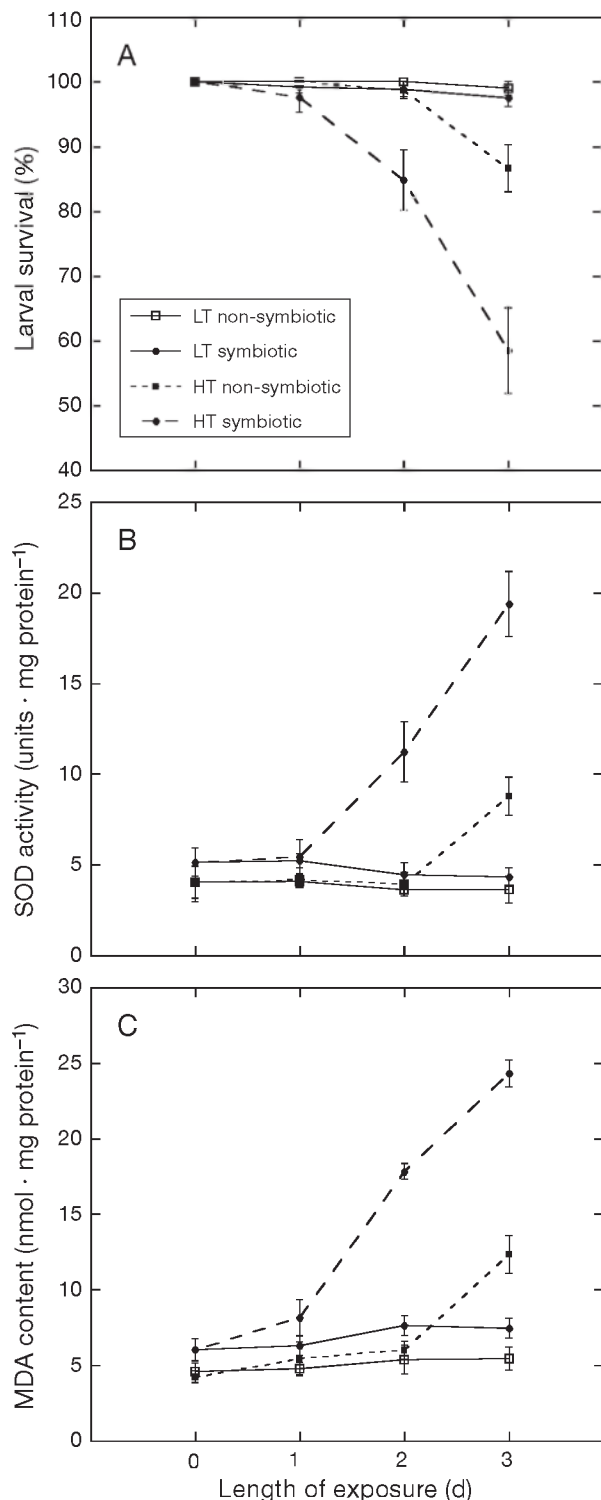 110
A
100
90
80
70
60
50
40
Larval survival (%)
LT non-symbiotic
LT symbiotic
HT non-symbiotic
HT symbiotic
25
B
20
15
10
5
0
SOD activity (units · mg protein⁻¹)
30
C
25
20
15
10
5
0
MDA content (nmol · mg protein⁻¹)
0 1 2 3
Length of exposure (d)